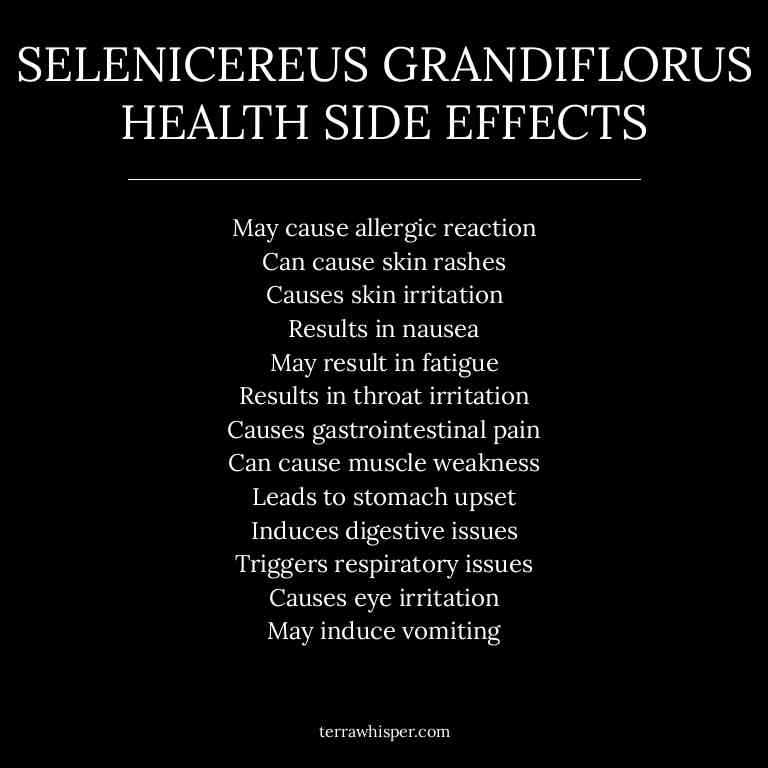 SELENICEREUS GRANDIFLORUS
HEALTH SIDE EFFECTS
May cause allergic reaction
Can cause skin rashes
Causes skin irritation
Results in nausea
May result in fatigue
Results in throat irritation
Causes gastrointestinal pain
Can cause muscle weakness
Leads to stomach upset
Induces digestive issues
Triggers respiratory issues
Causes eye irritation
May induce vomiting
terrawhisper.com